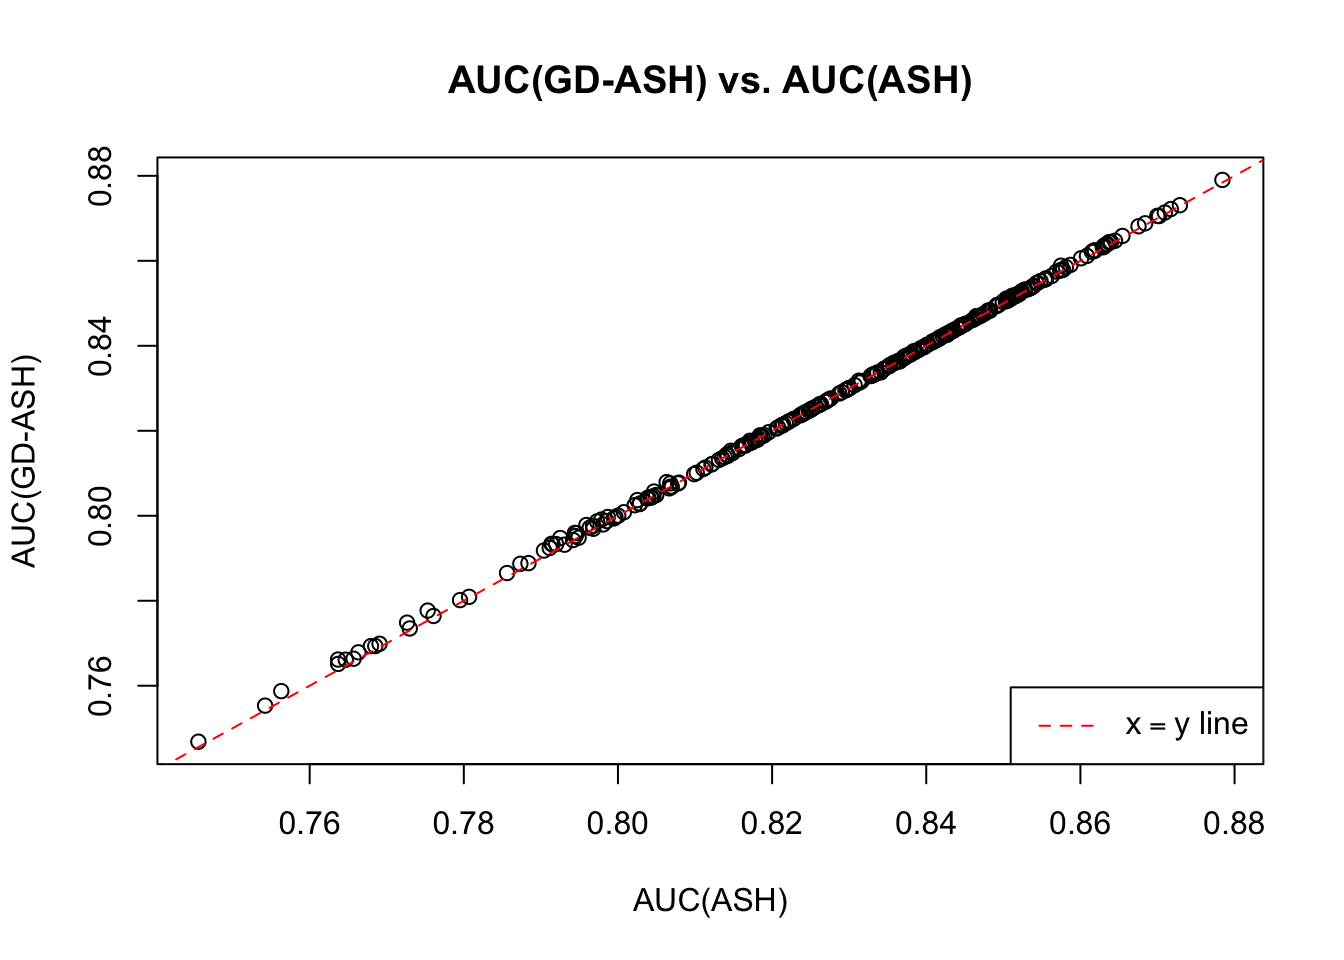 AUC(GD-ASH) vs. AUC(ASH)
AUC(GD-ASH)
0.88
0.84
0.80
0.76
x = y line
0.76 0.78 0.80 0.82 0.84 0.86 0.88
AUC(ASH)